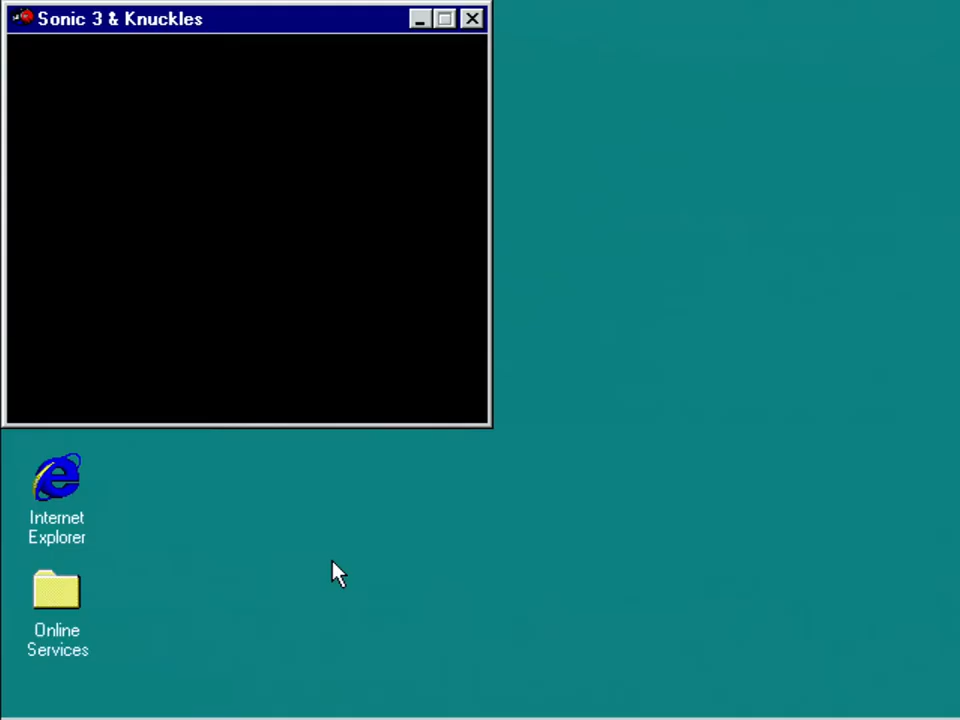 Sonic 3 & Knuckles
Internet
Explorer
Online
Services